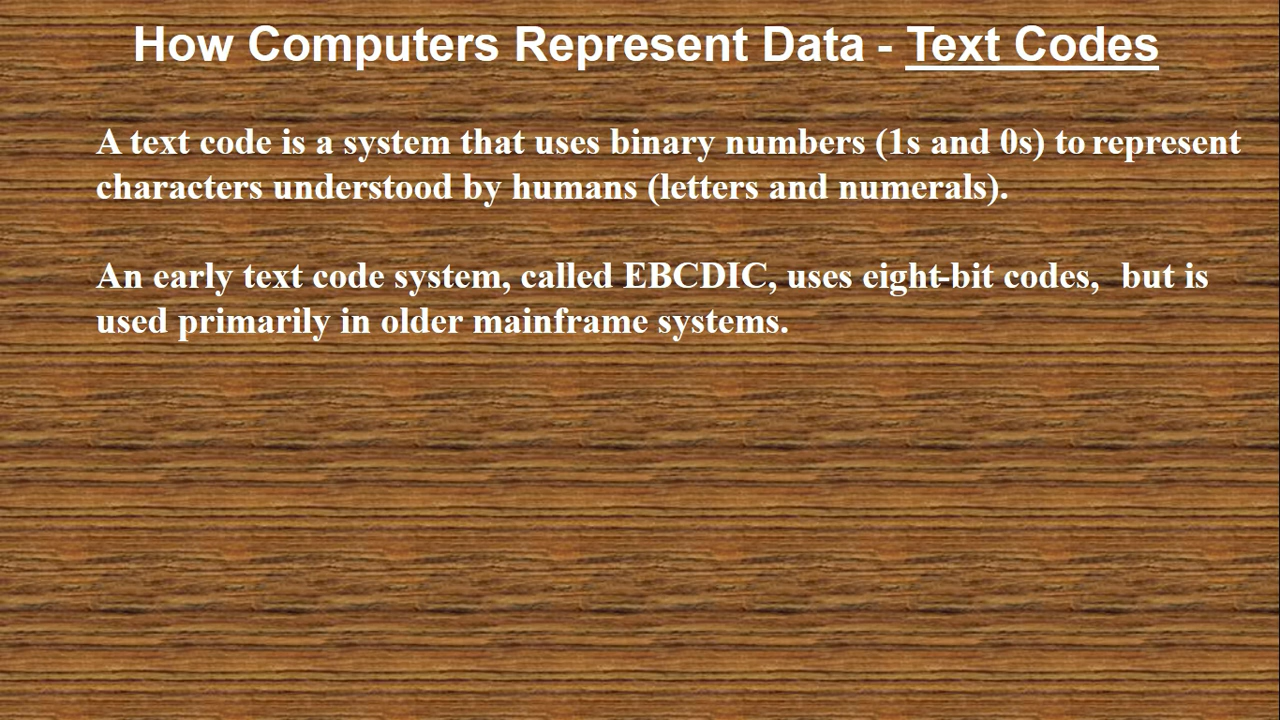 How Computers Represent Data - Text Codes
A text code is a system that uses binary numbers (1s and 0s) to represent
characters understood by humans (letters and numerals).
An early text code system, called EBCDIC, uses eight-bit codes, but is
used primarily in older mainframe systems.